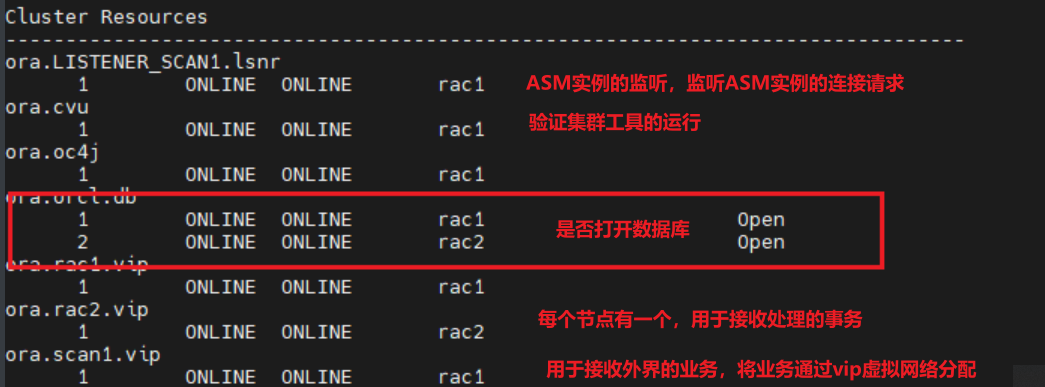 Cluster Resources
--------------------------------------------------------------------------------
ora.LISTENER_SCAN1.lsnr
1 ONLINE ONLINE rac1 ASM实例的监听，监听ASM实例的连接请求
ora.cvu 验证集群工具的运行
1 ONLINE ONLINE rac1
ora.oc4j
1 ONLINE ONLINE rac1
ora.orcl.db
1 ONLINE ONLINE rac1 是否打开数据库 Open
2 ONLINE ONLINE rac2 Open
ora.rac1.vip
1 ONLINE ONLINE rac1
ora.rac2.vip 每个节点有一个，用于接收处理的事务
1 ONLINE ONLINE rac2
ora.scan1.vip 用于接收外界的业务，将业务通过vip虚拟网络分配
1 ONLINE ONLINE rac1